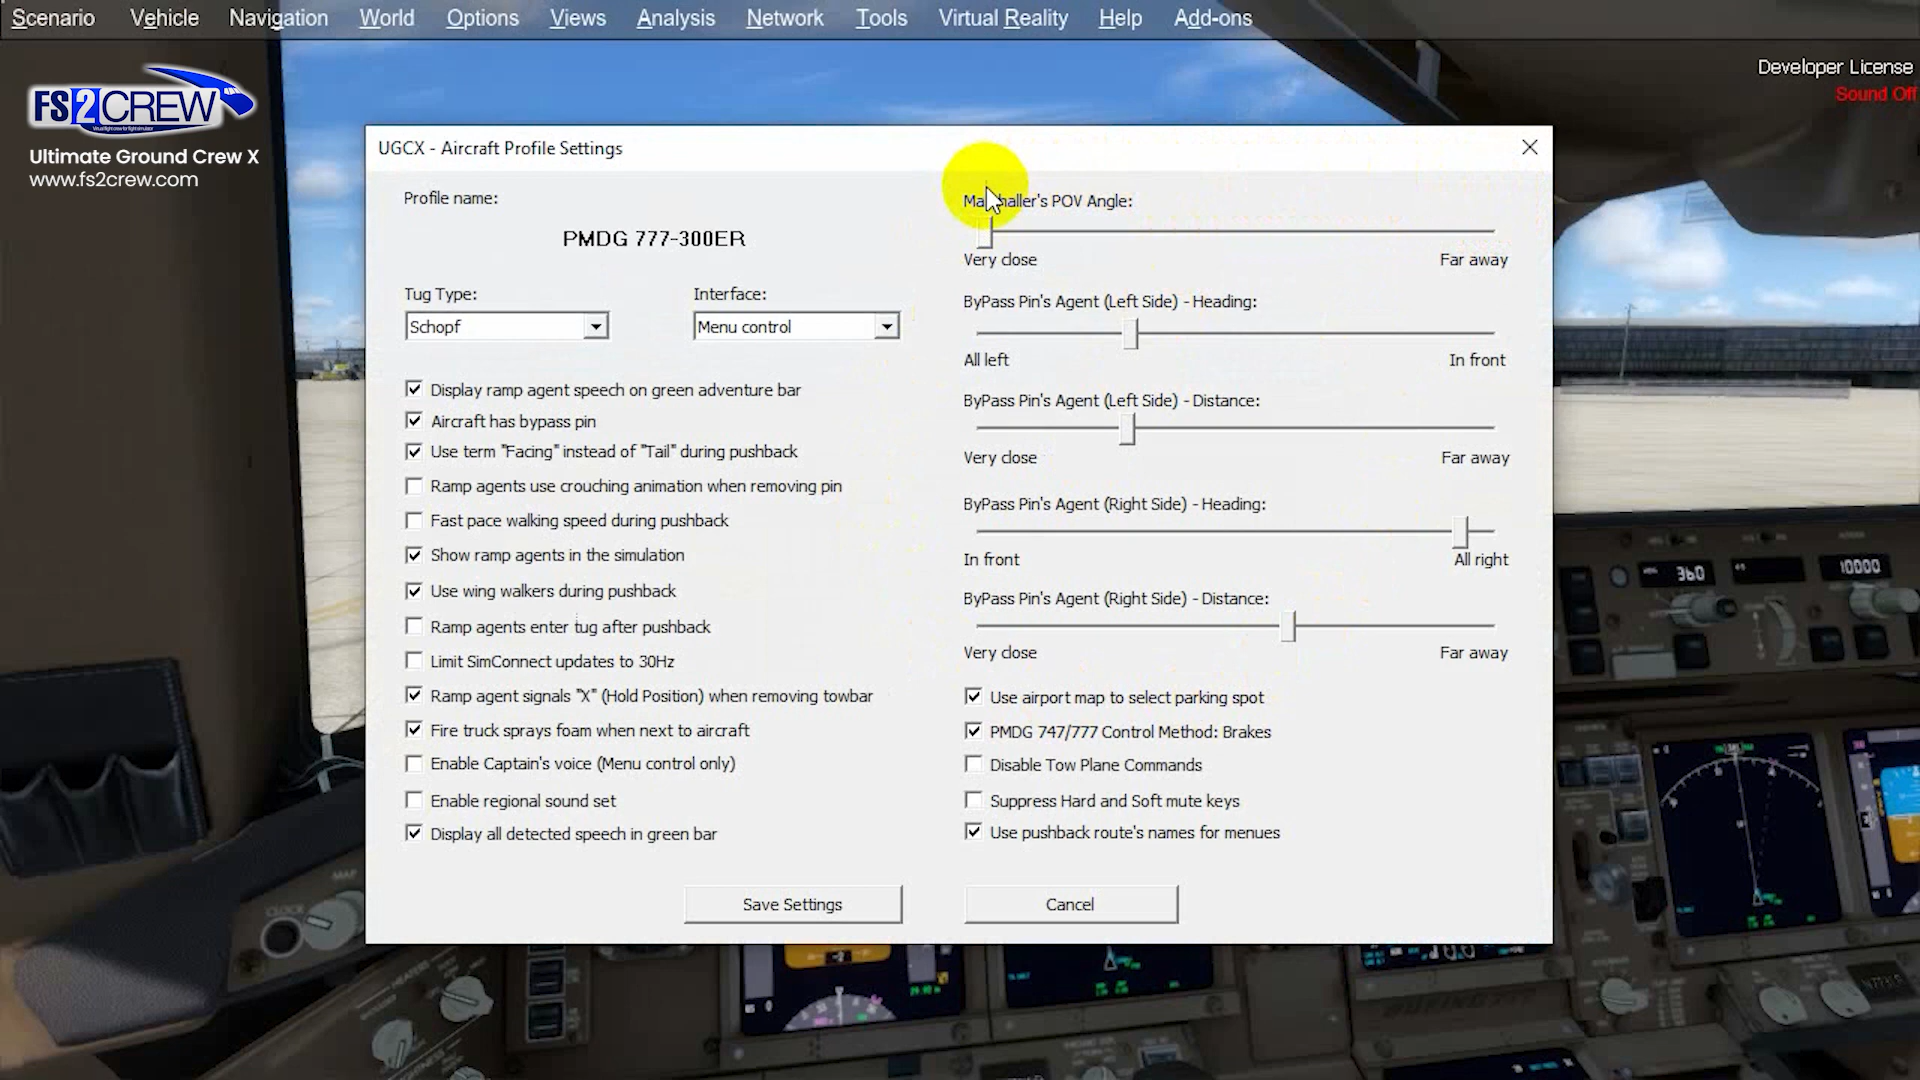 Scenario Vehicle Navigation World Options Views Analysis Network Tools Virtual Reality Help Add-ons
Developer License
Sound Off
FS2CREW
Ultimate Ground Crew X
www.fs2crew.com
UGCX - Aircraft Profile Settings
Profile name:
PMDG 777-300ER
Tug Type:
Interface:
Schopf
Menu control
Display ramp agent speech on green adventure bar
Aircraft has bypass pin
Use term "Facing" instead of "Tail" during pushback
Ramp agents use crouching animation when removing pin
Fast pace walking speed during pushback
Show ramp agents in the simulation
Use wing walkers during pushback
Ramp agents enter tug after pushback
Limit SimConnect updates to 30Hz
Ramp agent signals "X" (Hold Position) when removing towbar
Fire truck sprays foam when next to aircraft
Enable Captain's voice (Menu control only)
Enable regional sound set
Display all detected speech in green bar
Marshaller's POV Angle:
Very close Far away
ByPass Pin's Agent (Left Side) - Heading:
All left In front
ByPass Pin's Agent (Left Side) - Distance:
Very close Far away
ByPass Pin's Agent (Right Side) - Heading:
In front All right
ByPass Pin's Agent (Right Side) - Distance:
Very close Far away
Use airport map to select parking spot
PMDG 747/777 Control Method: Brakes
Disable Tow Plane Commands
Suppress Hard and Soft mute keys
Use pushback route's names for menues
Save Settings
Cancel
360
10000
MAP
CLOCK